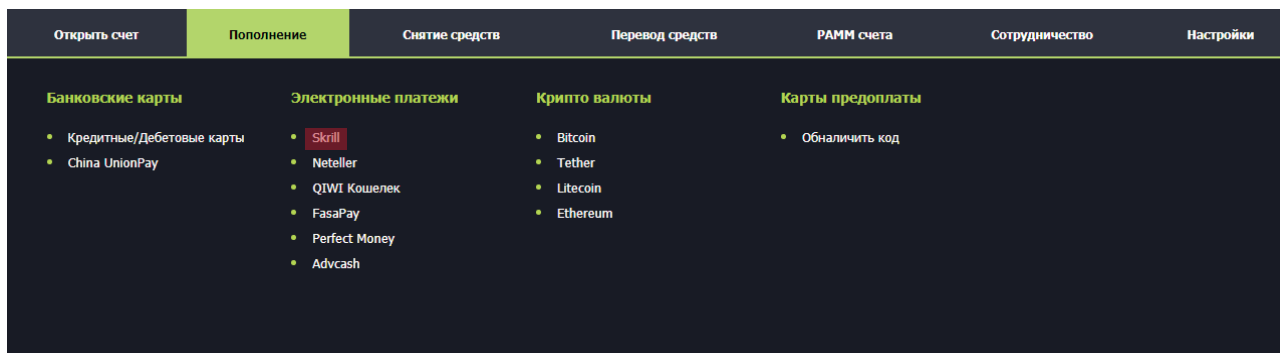 Открыть счет
Пополнение
Снятие средств
Перевод средств
PAMM счета
Сотрудничество
Настройки
Банковские карты
Кредитные/Дебетовые карты
China UnionPay
Электронные платежи
Skrill
Neteller
QIWI Кошелек
FasaPay
Perfect Money
Advcash
Крипто валюты
Bitcoin
Tether
Litecoin
Ethereum
Карты предоплаты
Обналичить код